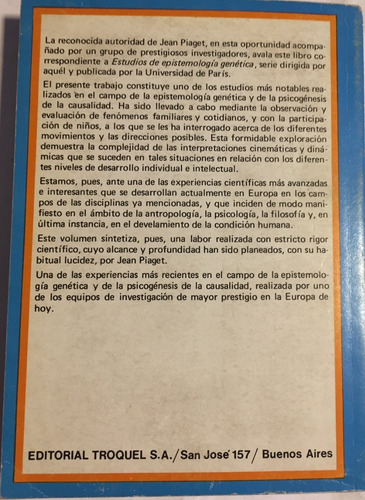 La reconocida autoridad de Jean Piaget, en esta oportunidad acompa-
ñado por un grupo de prestigiosos investigadores, avala este libro co-
rrespondiente a Estudios de epistemología genética, serie dirigida por
aquél y publicada por la Universidad de París.
El presente trabajo constituye uno de los estudios más notables rea-
lizados en el campo de la epistemología genética y de la psicogénesis
de la causalidad. Ha sido llevado a cabo mediante la observación y
evaluación de fenómenos familiares y cotidianos, y con la participa-
ción de niños, a los que se les ha interrogado acerca de los diferentes
movimientos y las direcciones posibles. Esta formidable exploración
demuestra la complejidad de las interpretaciones cinemáticas y diná-
micas que se suceden en tales situaciones en relación con los diferen-
tes niveles de desarrollo individual e intelectual.
Estamos, pues, ante una de las experiencias científicas más avanzadas
e interesantes que se desarrollan actualmente en Europa en los cam-
pos de las disciplinas ya mencionadas, y que inciden de modo mani-
fiesto en el ámbito de la antropología, la psicología, la filosofía y, en
última instancia, en el develamiento de la condición humana.
Este volumen sintetiza, pues, una labor realizada con estricto rigor
científico, cuyo alcance y profundidad han sido planeados, con su ha-
bitual lucidez, por Jean Piaget.
Una de las experiencias más recientes en el campo de la epistemolo-
gía genética y de la psicogénesis de la causalidad, realizada por uno
de los equipos de investigación de mayor prestigio en la Europa de
hoy.
EDITORIAL TROQUEL S.A./San José 157/ Buenos Aires